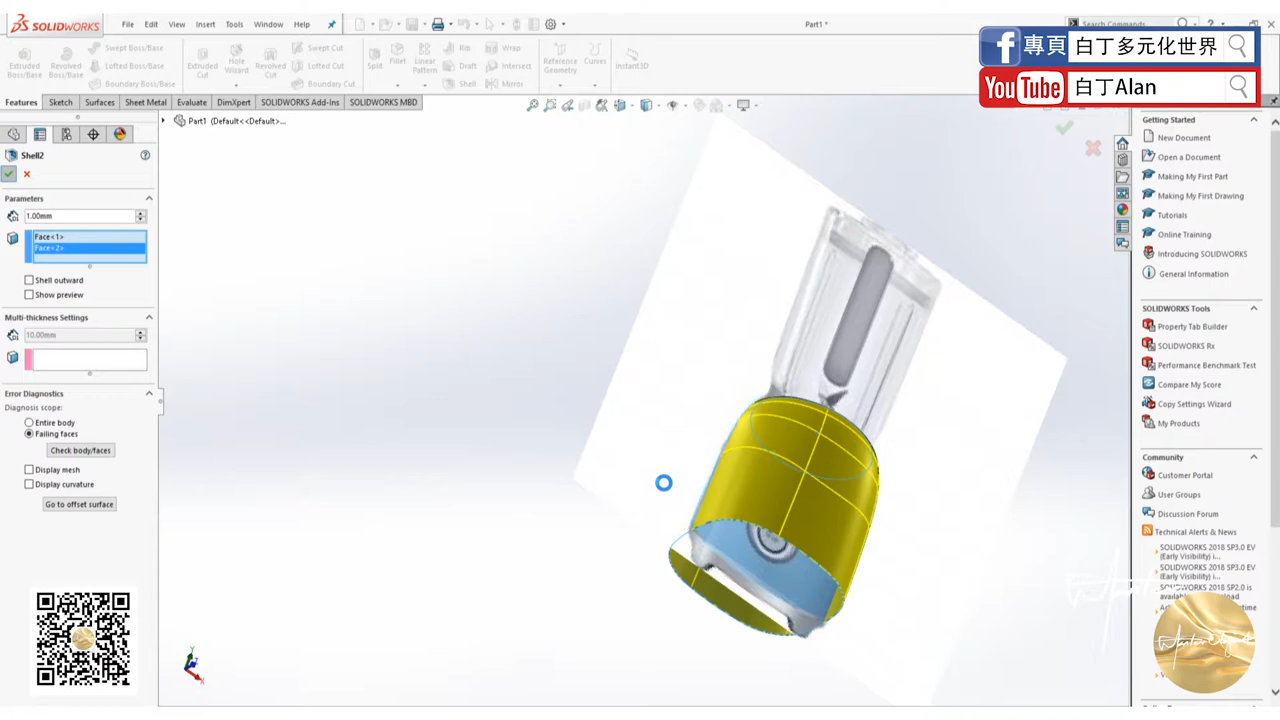 SOLIDWORKS
File Edit View Insert Tools Window Help
Part1 *
Search Commands
專頁 白丁多元化世界
YouTube 白丁Alan
Extruded Boss/Base
Revolved Boss/Base
Swept Boss/Base
Lofted Boss/Base
Boundary Boss/Base
Extruded Cut
Hole Wizard
Revolved Cut
Swept Cut
Lofted Cut
Boundary Cut
Split
Fillet
Linear Pattern
Rib
Draft
Shell
Wrap
Intersect
Mirror
Reference Geometry
Curves
Instant3D
Features Sketch Surfaces Sheet Metal Evaluate DimXpert SOLIDWORKS Add-Ins SOLIDWORKS MBD
Part1 (Default<<Default>...
Shell2
Parameters
1.00mm
Face<1>
Face<2>
Shell outward
Show preview
Multi-thickness Settings
10.00mm
Error Diagnostics
Diagnosis scope:
Entire body
Failing faces
Check body/faces
Display mesh
Display curvature
Go to offset surface
Getting Started
New Document
Open a Document
Making My First Part
Making My First Drawing
Tutorials
Online Training
Introducing SOLIDWORKS
General Information
SOLIDWORKS Tools
Property Tab Builder
SOLIDWORKS Rx
Performance Benchmark Test
Compare My Score
Copy Settings Wizard
My Products
Community
Customer Portal
User Groups
Discussion Forum
Technical Alerts & News
SOLIDWORKS 2018 SP3.0 EV
(Early Visibility) i...
SOLIDWORKS 2018 SP3.0 EV
(Early Visibility) i...
SOLIDWORKS 2018 SP2.0 is